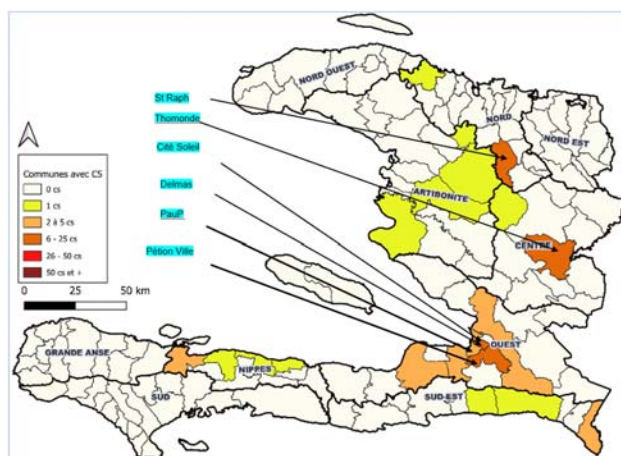 NORD OUEST
St Raph
Thomonde
NORD
NORD EST
Cité Soleil
Communes avec CS
0 cs
1 cs
2 à 5 cs
6 - 25 cs
26 - 50 cs
50 cs et +
Delmas
ARTIBONITE
PauP
Pétion Ville
CENTRE
0 25 50 km
OUEST
GRANDE ANSE
NIPPES
SUD
SUD EST